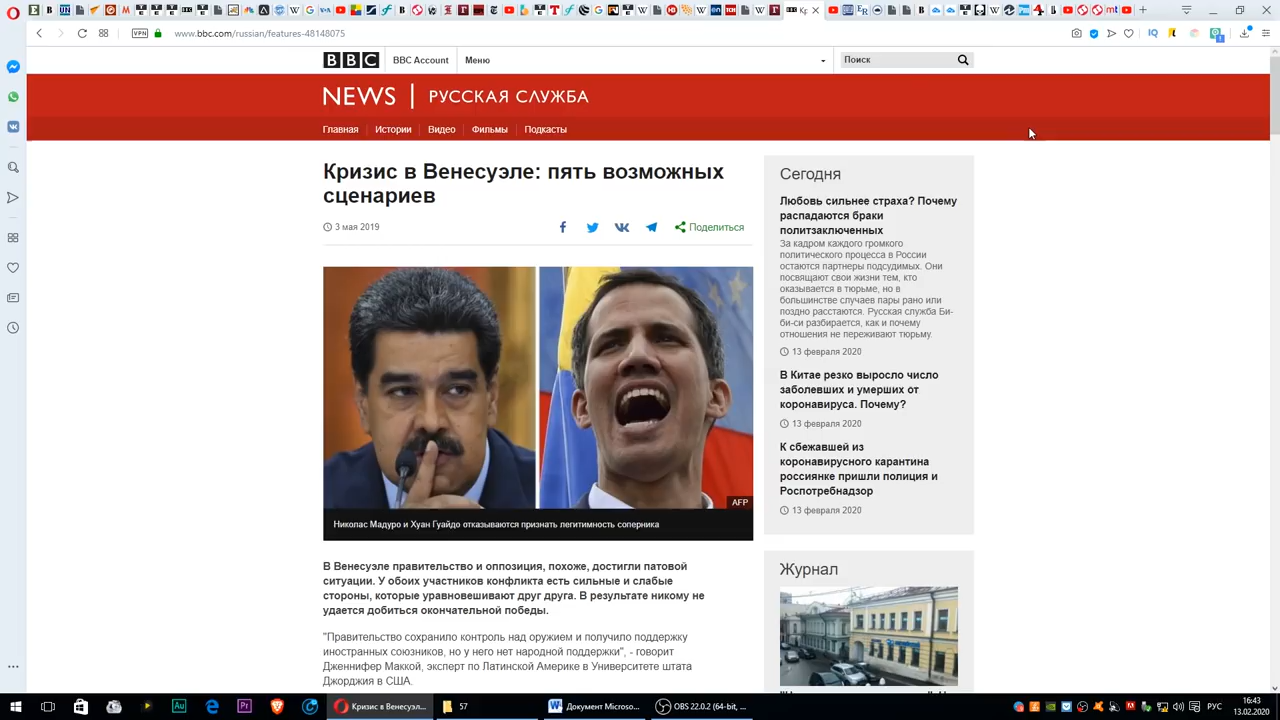 Кр
VPN
www.bbc.com/russian/features-48148075
BBC
BBC Account
Меню
Поиск
NEWS | РУССКАЯ СЛУЖБА
Главная
Истории
Видео
Фильмы
Подкасты
Кризис в Венесуэле: пять возможных
сценариев
3 мая 2019
Поделиться
AFP
Николас Мадуро и Хуан Гуайдо отказываются признать легитимность соперника
В Венесуэле правительство и оппозиция, похоже, достигли патовой
ситуации. У обоих участников конфликта есть сильные и слабые
стороны, которые уравновешивают друг друга. В результате никому не
удается добиться окончательной победы.
"Правительство сохранило контроль над оружием и получило поддержку
иностранных союзников, но у него нет народной поддержки", - говорит
Дженнифер Маккой, эксперт по Латинской Америке в Университете штата
Джорджия в США.
Сегодня
Любовь сильнее страха? Почему
распадаются браки
политзаключенных
За кадром каждого громкого
политического процесса в России
остаются партнеры подсудимых. Они
посвящают свои жизни тем, кто
оказывается в тюрьме, но в
большинстве случаев пары рано или
поздно расстаются. Русская служба Би-
би-си разбирается, как и почему
отношения не переживают тюрьму.
13 февраля 2020
В Китае резко выросло число
заболевших и умерших от
коронавируса. Почему?
13 февраля 2020
К сбежавшей из
коронавирусного карантина
россиянке пришли полиция и
Роспотребнадзор
13 февраля 2020
Журнал
Кризис в Венесуэл...
57
Документ Microso...
OBS 22.0.2 (64-bit, ...
РУС
16:43
13.02.2020